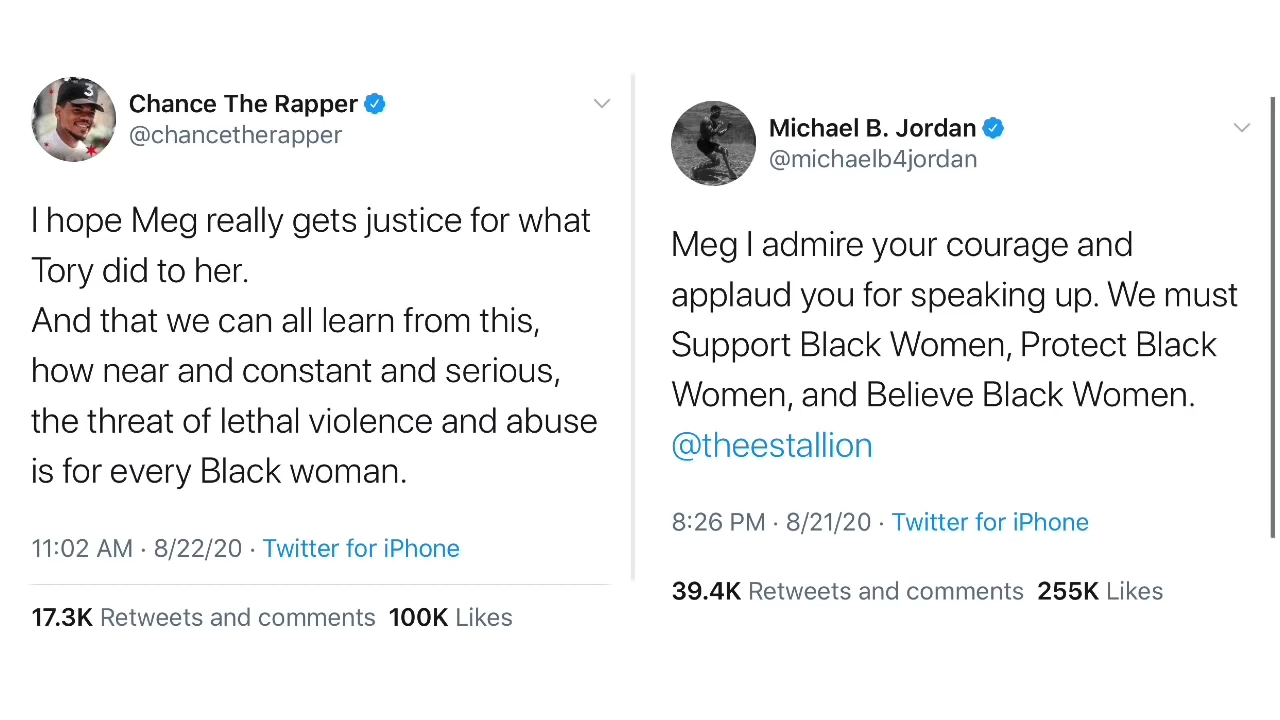 Chance The Rapper
@chancetherapper
I hope Meg really gets justice for what
Tory did to her.
And that we can all learn from this,
how near and constant and serious,
the threat of lethal violence and abuse
is for every Black woman.
11:02 AM · 8/22/20 · Twitter for iPhone
17.3K Retweets and comments 100K Likes
Michael B. Jordan
@michaelb4jordan
Meg I admire your courage and
applaud you for speaking up. We must
Support Black Women, Protect Black
Women, and Believe Black Women.
@theestallion
8:26 PM · 8/21/20 · Twitter for iPhone
39.4K Retweets and comments 255K Likes
3